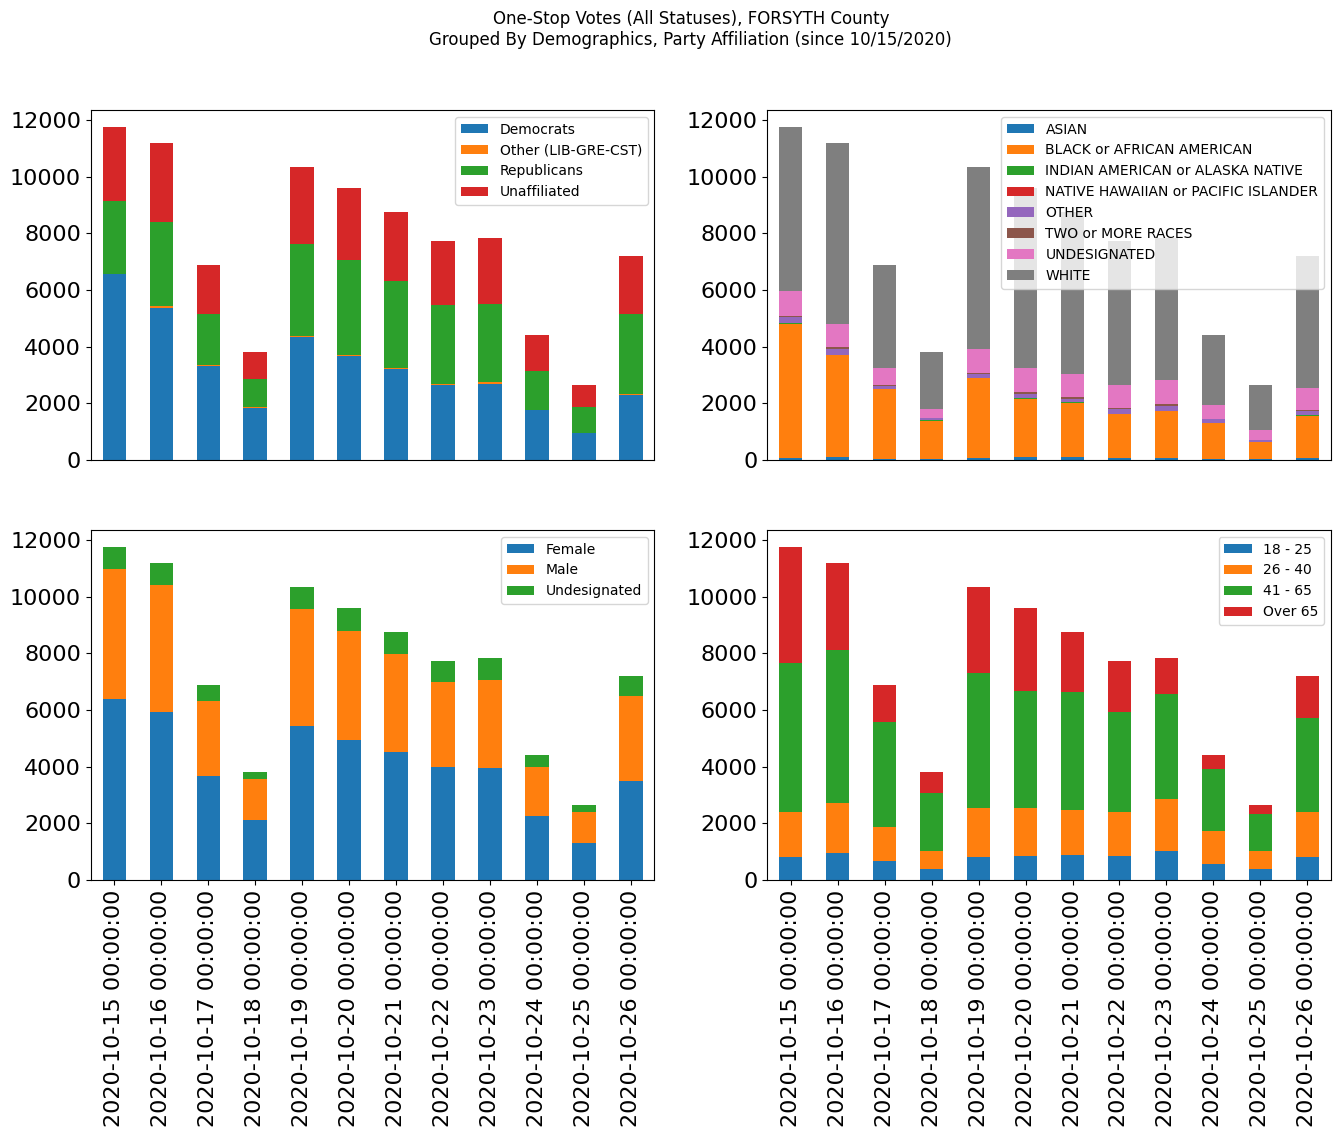 One-Stop Votes (All Statuses), FORSYTH County
Grouped By Demographics, Party Affiliation (since 10/15/2020)
12000
10000
8000
6000
4000
2000
0
Democrats
Other (LIB-GRE-CST)
Republicans
Unaffiliated
12000
10000
8000
6000
4000
2000
0
ASIAN
BLACK or AFRICAN AMERICAN
INDIAN AMERICAN or ALASKA NATIVE
NATIVE HAWAIIAN or PACIFIC ISLANDER
OTHER
TWO or MORE RACES
UNDESIGNATED
WHITE
12000
10000
8000
6000
4000
2000
0
Female
Male
Undesignated
2020-10-15 00:00:00
2020-10-16 00:00:00
2020-10-17 00:00:00
2020-10-18 00:00:00
2020-10-19 00:00:00
2020-10-20 00:00:00
2020-10-21 00:00:00
2020-10-22 00:00:00
2020-10-23 00:00:00
2020-10-24 00:00:00
2020-10-25 00:00:00
2020-10-26 00:00:00
12000
10000
8000
6000
4000
2000
0
18 - 25
26 - 40
41 - 65
Over 65
2020-10-15 00:00:00
2020-10-16 00:00:00
2020-10-17 00:00:00
2020-10-18 00:00:00
2020-10-19 00:00:00
2020-10-20 00:00:00
2020-10-21 00:00:00
2020-10-22 00:00:00
2020-10-23 00:00:00
2020-10-24 00:00:00
2020-10-25 00:00:00
2020-10-26 00:00:00